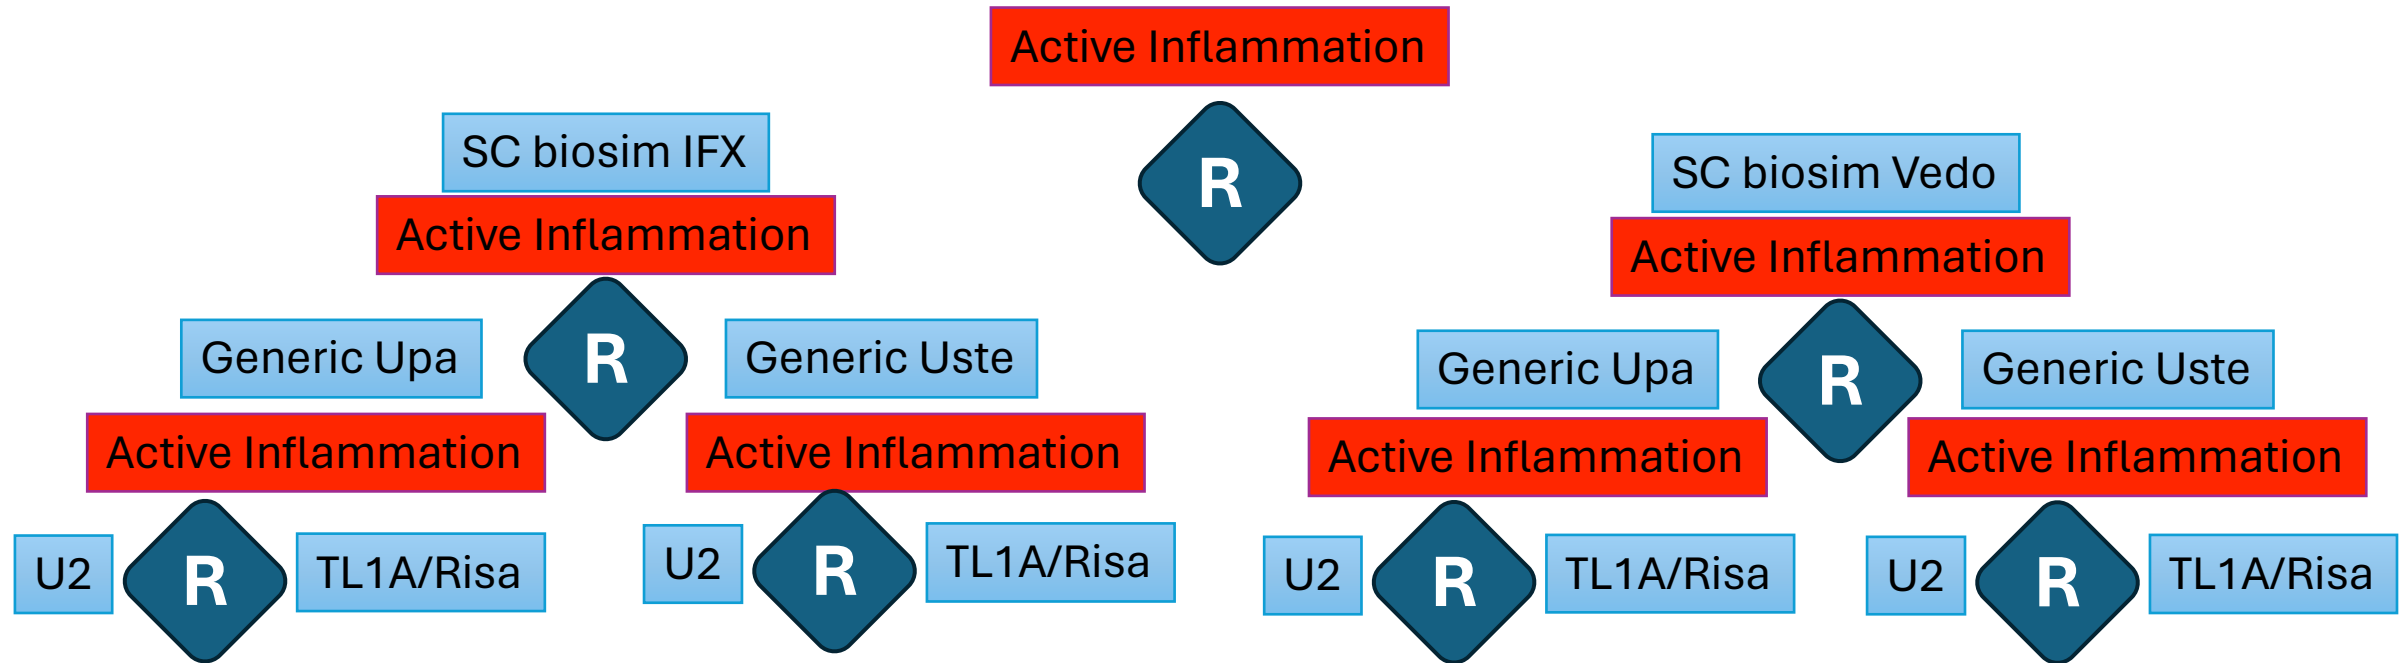 Active Inflammation
R
SC biosim IFX
Active Inflammation
R
Generic Upa
Generic Uste
Active Inflammation
Active Inflammation
U2
R
TL1A/Risa
U2
R
TL1A/Risa
SC biosim Vedo
Active Inflammation
R
Generic Upa
Generic Uste
Active Inflammation
Active Inflammation
U2
R
TL1A/Risa
U2
R
TL1A/Risa